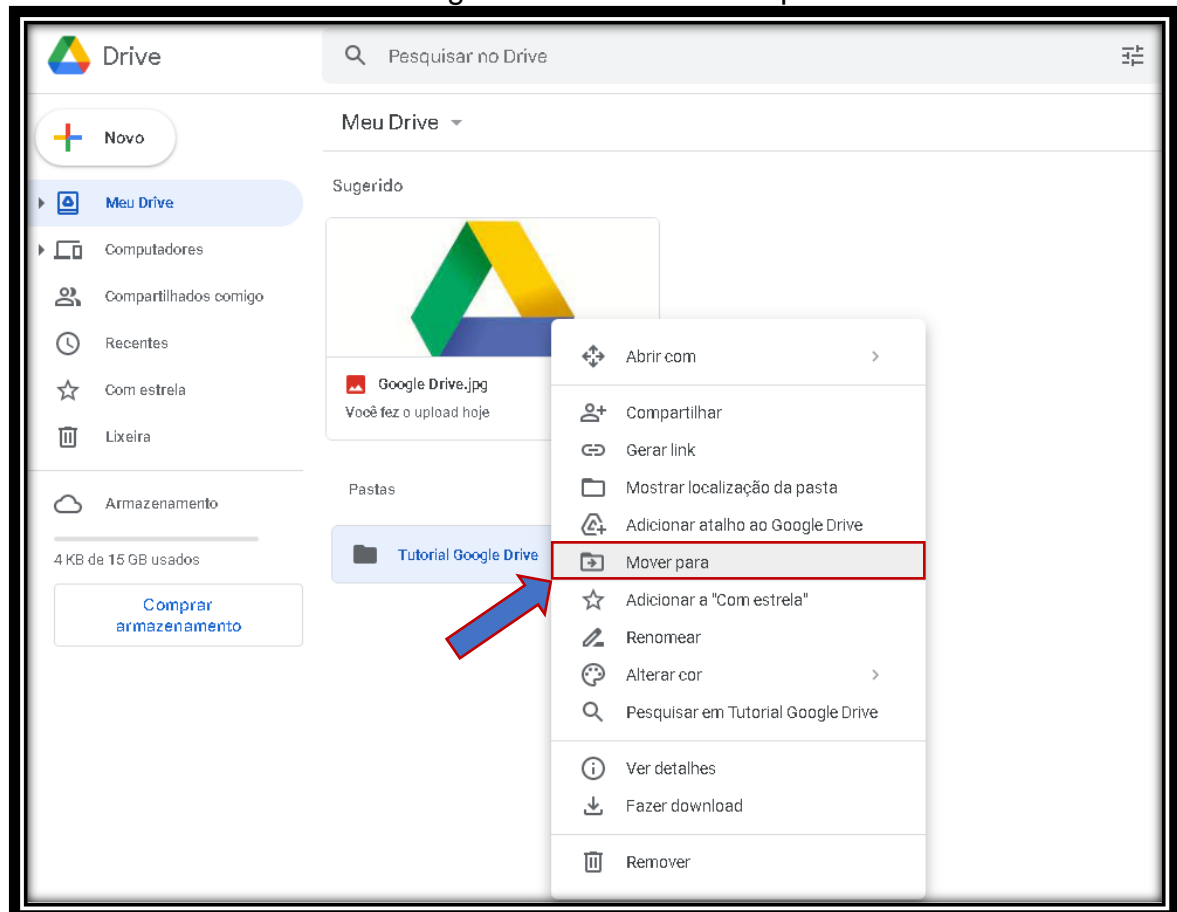 Drive
Pesquisar no Drive
Novo
Meu Drive
Meu Drive
Computadores
Compartilhados comigo
Recentes
Com estrela
Lixeira
Armazenamento
4 KB de 15 GB usados
Comprar
armazenamento
Sugerido
Google Drive.jpg
Você fez o upload hoje
Pastas
Tutorial Google Drive
Abrir com
Compartilhar
Gerar link
Mostrar localização da pasta
Adicionar atalho ao Google Drive
Mover para
Adicionar a "Com estrela"
Renomear
Alterar cor
Pesquisar em Tutorial Google Drive
Ver detalhes
Fazer download
Remover